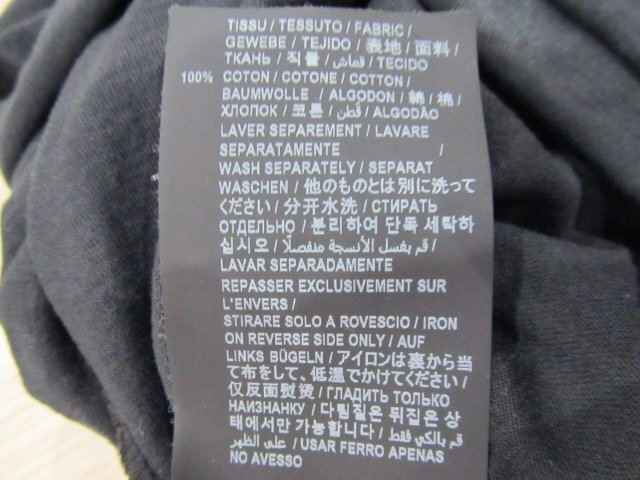 TISSU / TESSUTO / FABRIC /
GEWEBE / TEJIDO / 表地 / 面料 /
ТКАНЬ / 직물 / قماش / TECIDO
100% COTON / COTONE / COTTON /
BAUMWOLLE / ALGODON / 綿 / 棉 /
ХЛОПОК / 코튼 / قطن / ALGODÃO
LAVER SEPAREMENT / LAVARE
SEPARATAMENTE /
WASH SEPARATELY / SEPARAT
WASCHEN / 他のものとは別に洗って
ください / 分开水洗 / СТИРАТЬ
ОТДЕЛЬНО / 분리하여 단독 세탁하
십시오 / قم بغسل الأنسجة منفصلًا /
LAVAR SEPARADAMENTE
REPASSER EXCLUSIVEMENT SUR
L'ENVERS /
STIRARE SOLO A ROVESCIO / IRON
ON REVERSE SIDE ONLY / AUF
LINKS BÜGELN / アイロンは裏から当
て布をして、低温でかけてください /
仅反面熨烫 / ГЛАДИТЬ ТОЛЬКО
НАИЗНАНКУ / 다림질은 뒤집은 상
태에서만 가능합니다 / قم بالكي فقط
على الظهر / USAR FERRO APENAS
NO AVESSO